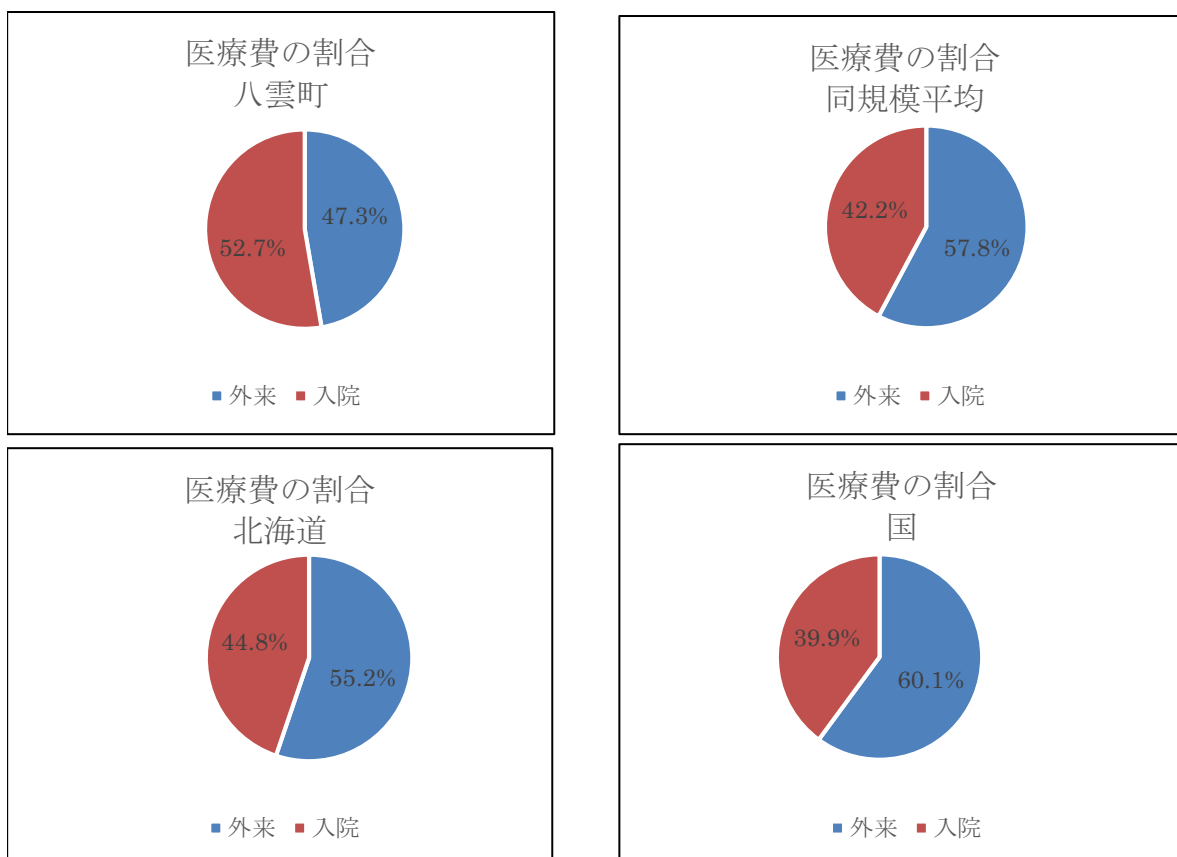 医療費の割合
八雲町
47.3%
52.7%
外来 入院
医療費の割合
同規模平均
42.2%
57.8%
外来 入院
医療費の割合
北海道
44.8%
55.2%
外来 入院
医療費の割合
国
39.9%
60.1%
外来 入院